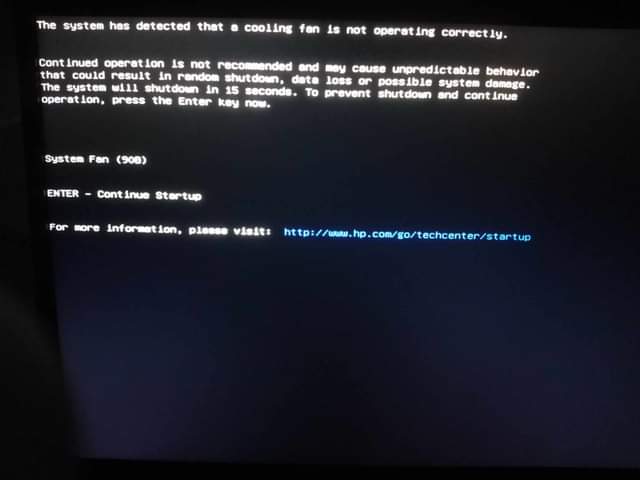 The system has detected that a cooling fan is not operating correctly.
Continued operation is not recommended and may cause unpredictable behavior
that could result in random shutdown, data loss or possible system damage.
The system will shutdown in 15 seconds. To prevent shutdown and continue
operation, press the Enter key now.
System Fan (90B)
ENTER - Continue Startup
For more information, please visit: http://www.hp.com/go/techcenter/startup